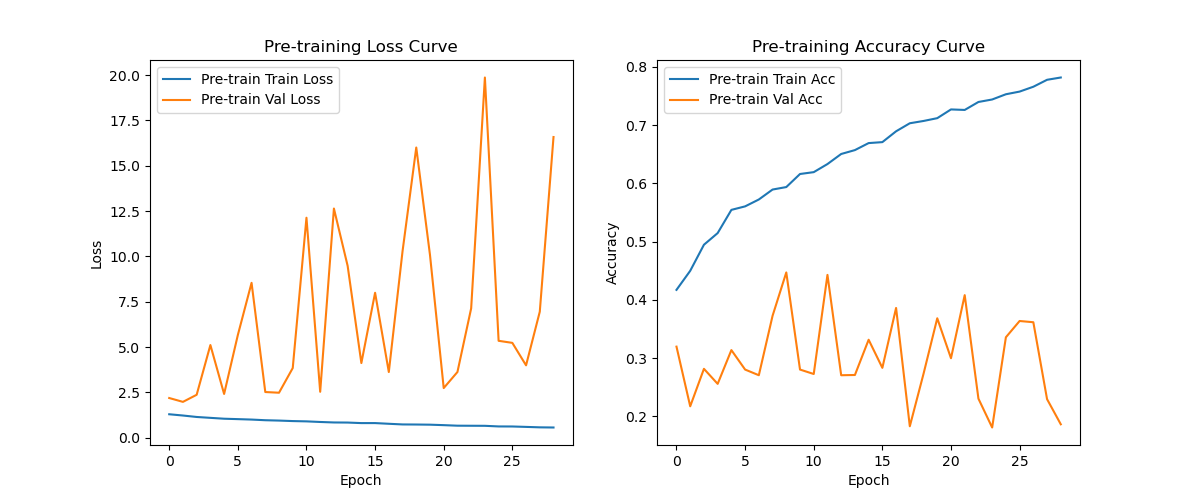 Pre-training Loss Curve
Pre-train Train Loss
Pre-train Val Loss
20.0
17.5
15.0
12.5
10.0
7.5
5.0
2.5
0.0
Loss
0 5 10 15 20 25
Epoch
Pre-training Accuracy Curve
Pre-train Train Acc
Pre-train Val Acc
0.8
0.7
0.6
0.5
0.4
0.3
0.2
Accuracy
0 5 10 15 20 25
Epoch